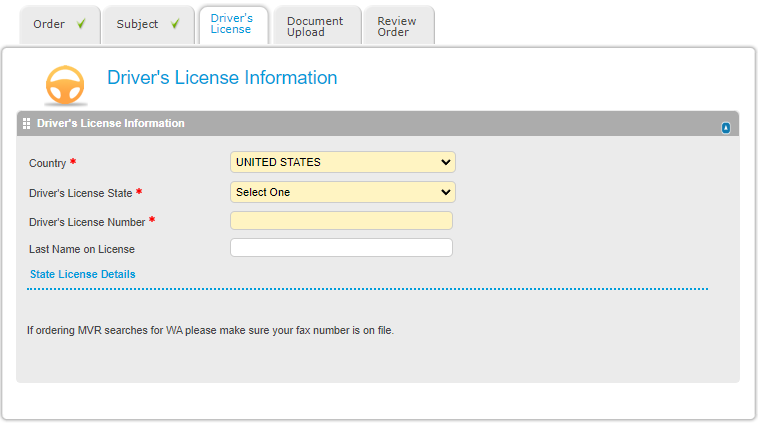 Order
Subject
Driver's
License
Document
Upload
Review
Order
Driver's License Information
Driver's License Information
Country *
UNITED STATES
Driver's License State *
Select One
Driver's License Number *
Last Name on License
State License Details
If ordering MVR searches for WA please make sure your fax number is on file.